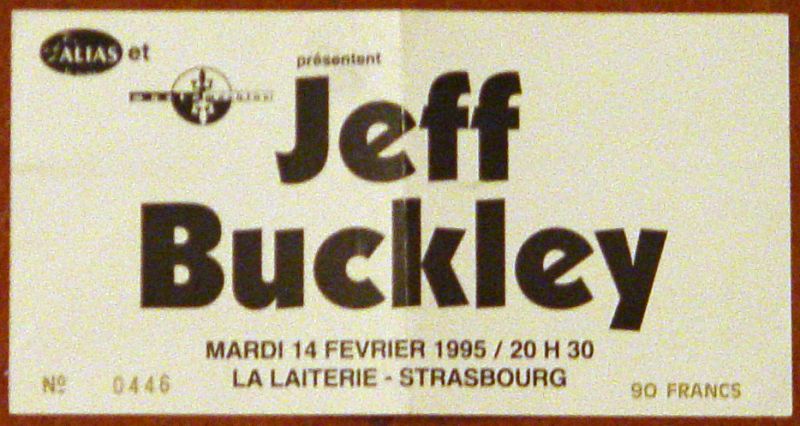 ALIAS et
présentent
Jeff
Buckley
MARDI 14 FEVRIER 1995 / 20 H 30
LA LAITERIE - STRASBOURG
Nº 0446
90 FRANCS